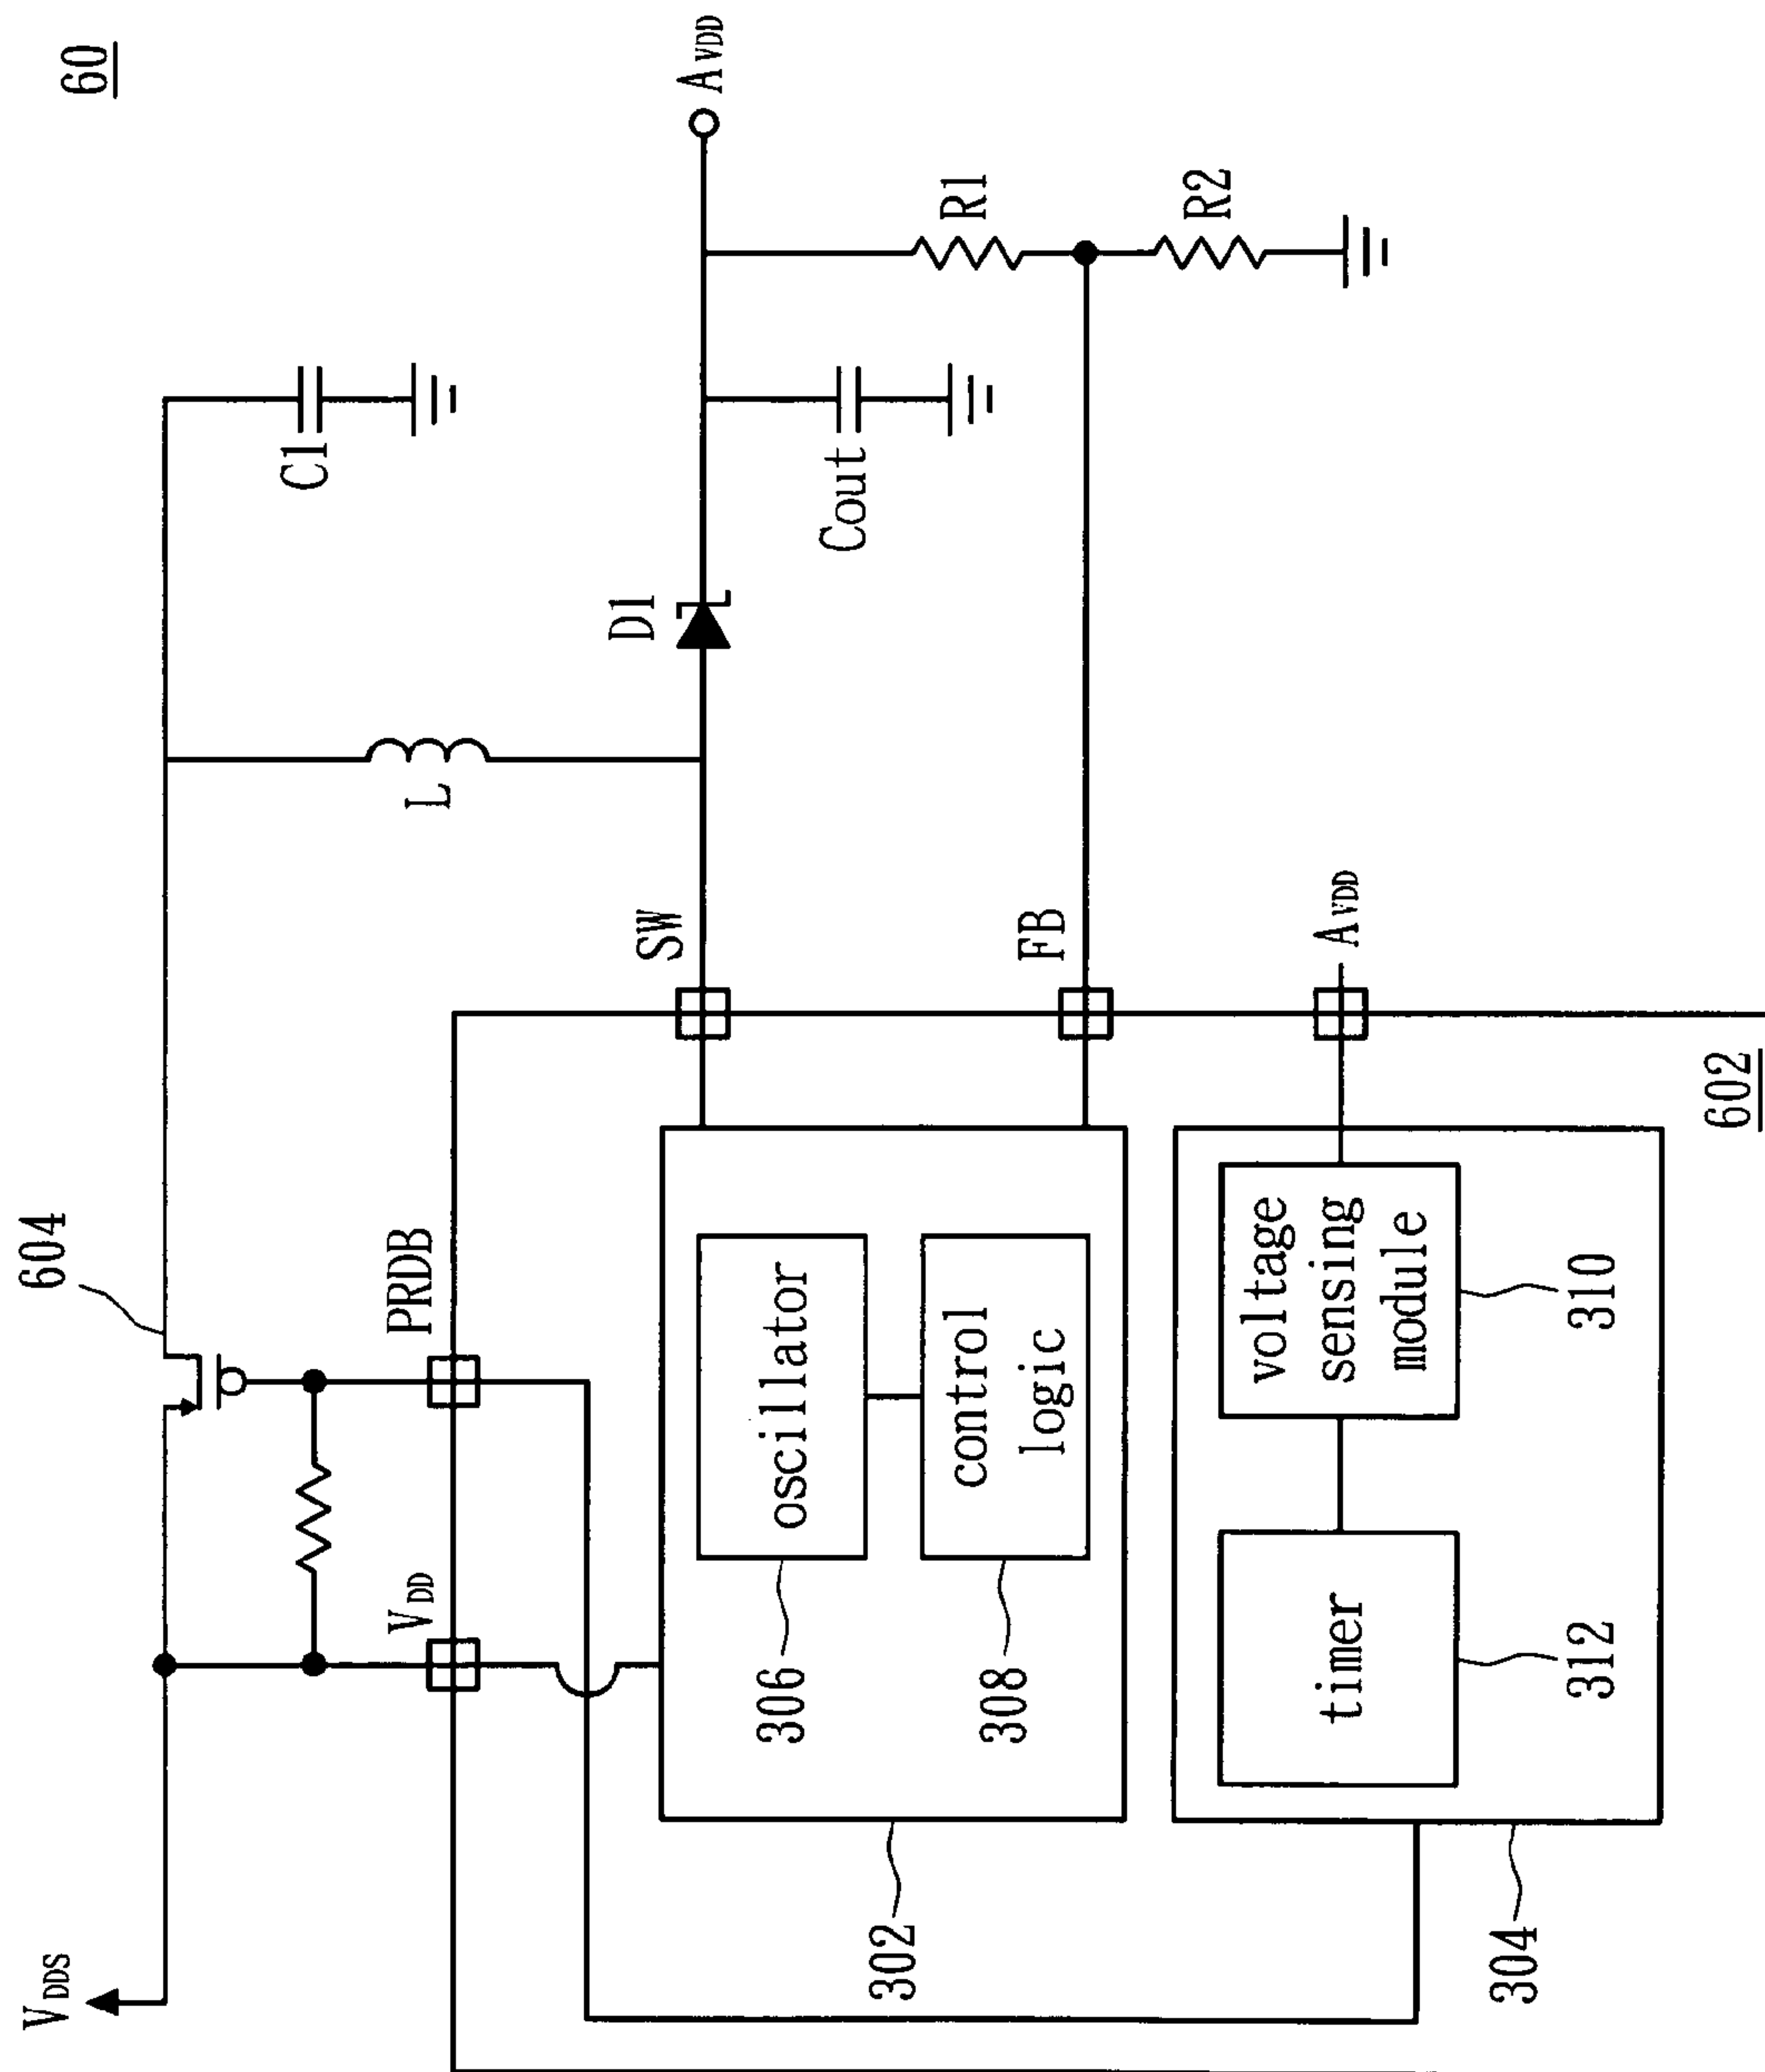 60
VDDS
604
VDD
PRDB
C1
L
SW
D1
AVDD
Cout
R1
R2
FB
AVDD
oscillator
306
control
logic
308
302
timer
312
voltage
sensing
module
310
304
602